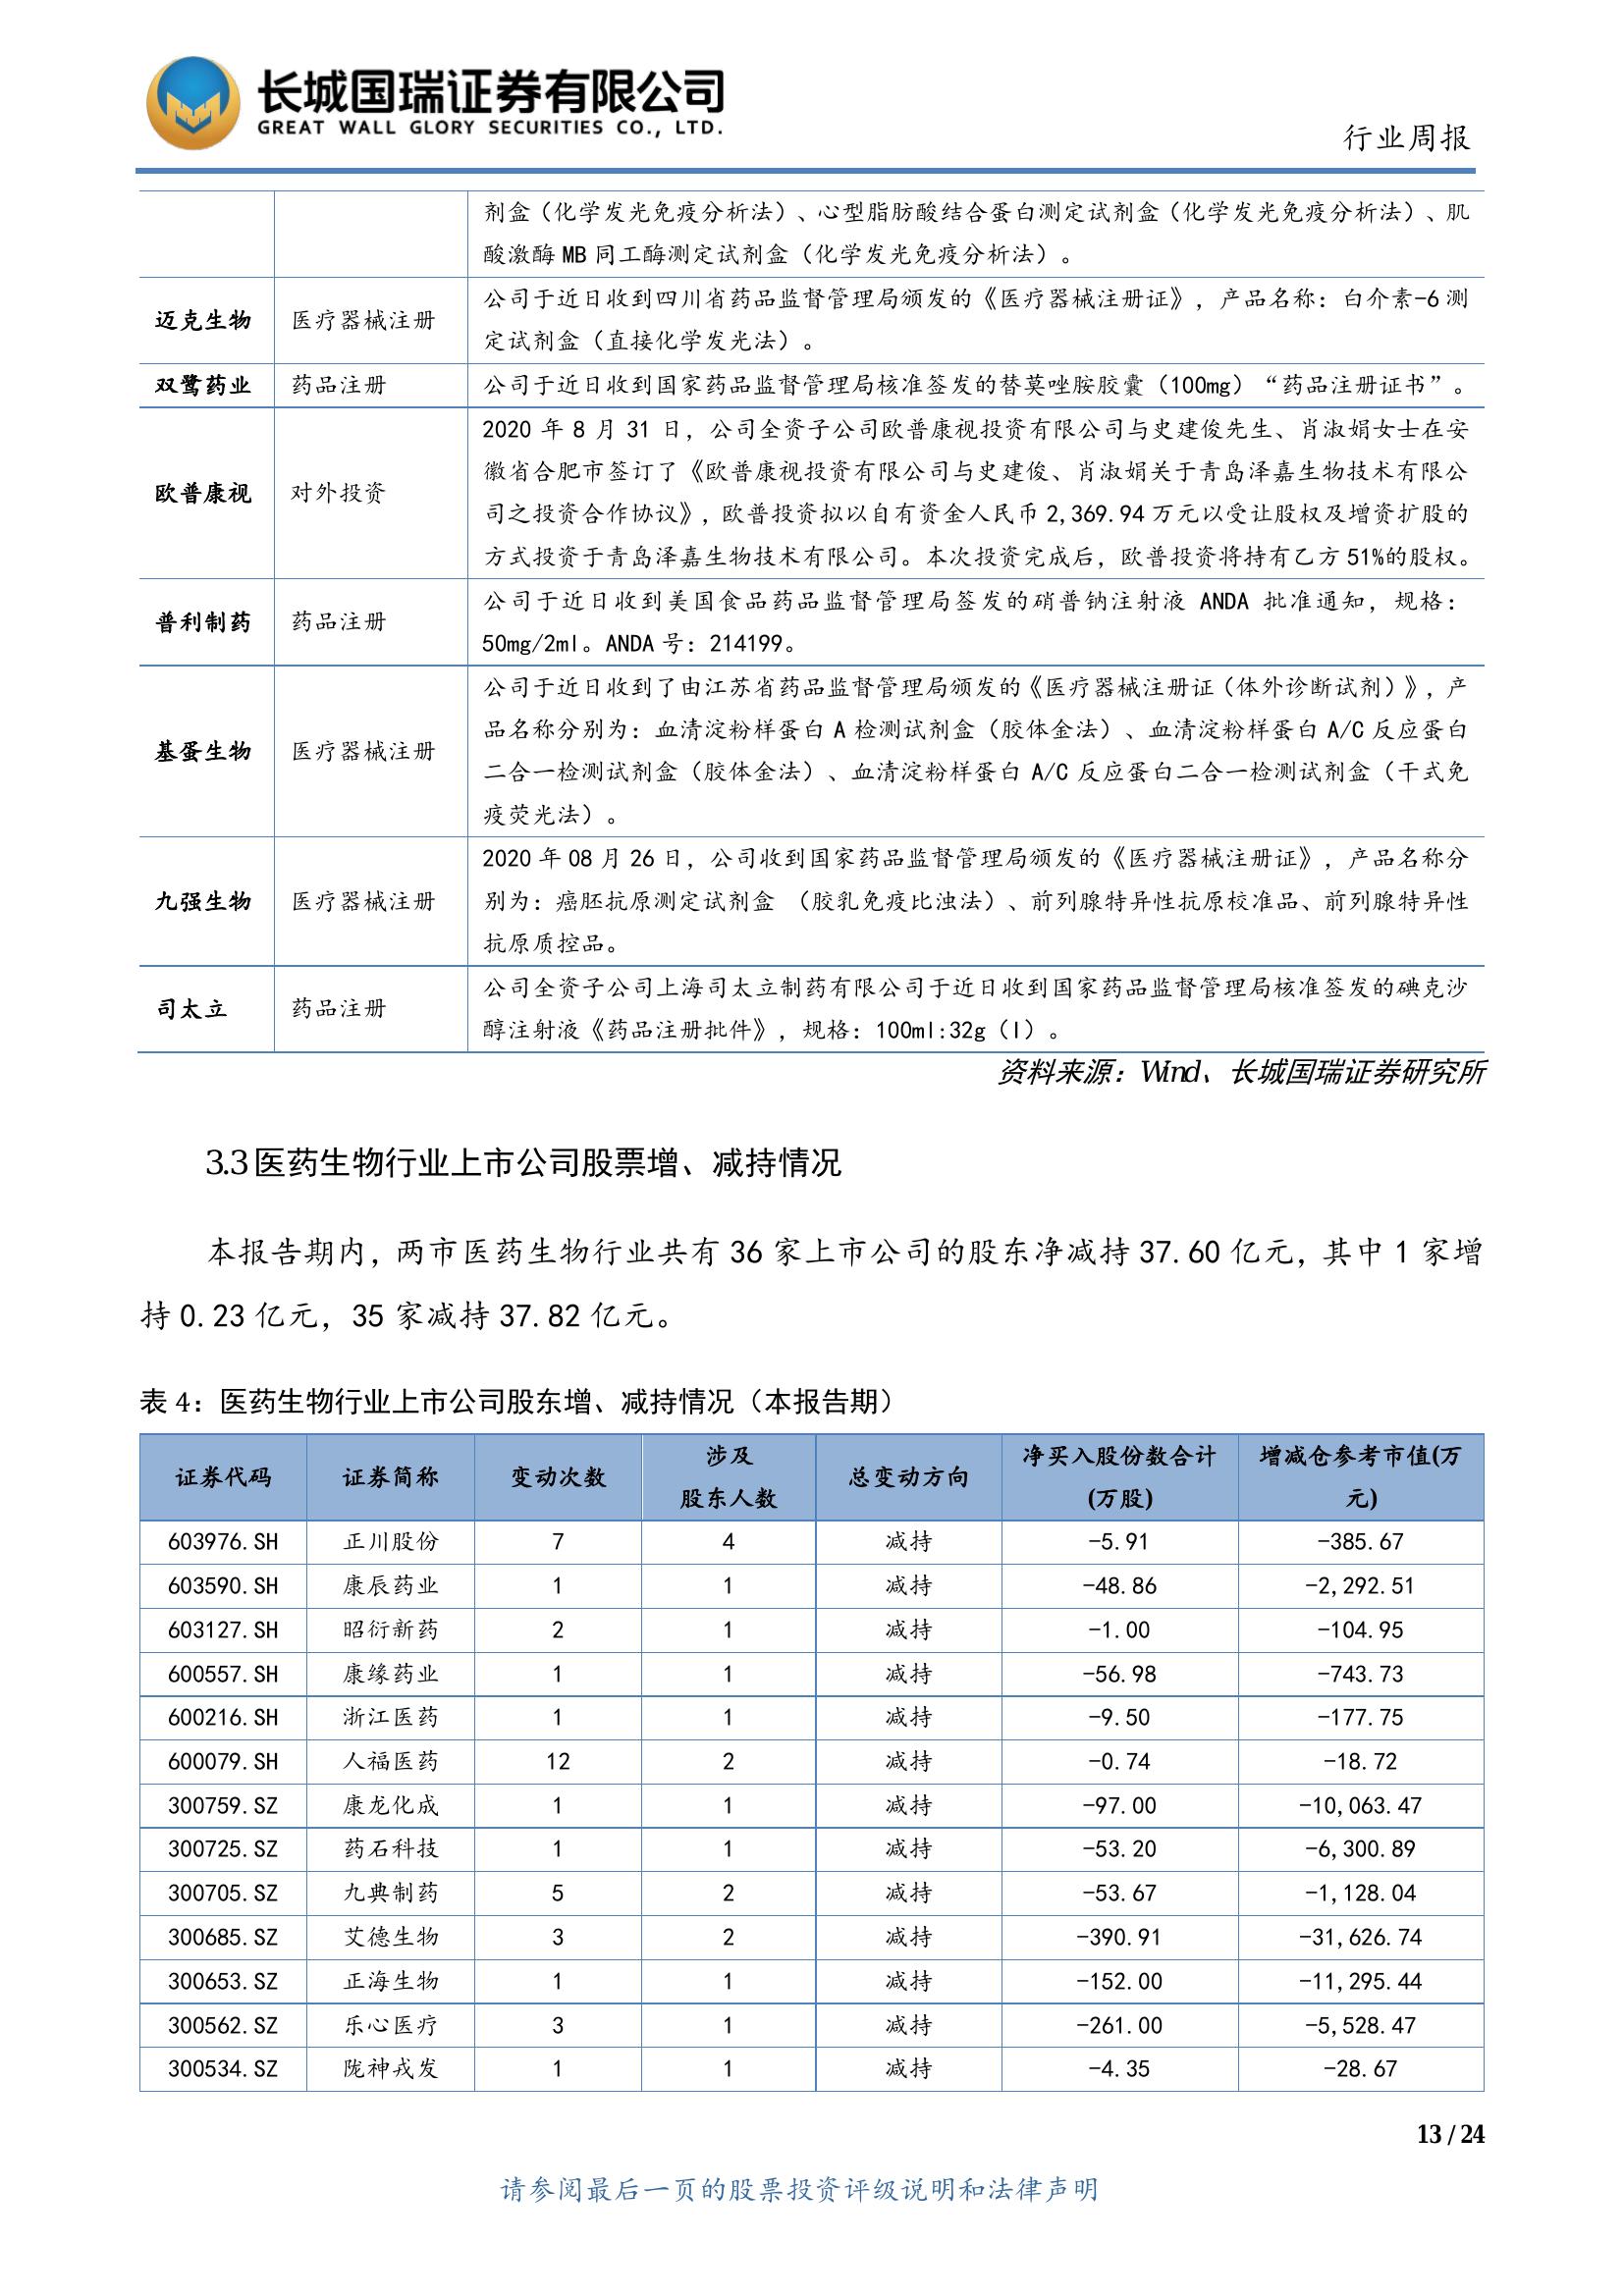 长城国瑞证券有限公司
GREAT WALL GLORY SECURITIES CO., LTD.
行业周报
剂盒（化学发光免疫分析法）、心型脂肪酸结合蛋白测定试剂盒（化学发光免疫分析法）、肌
酸激酶 MB 同工酶测定试剂盒（化学发光免疫分析法）。
迈克生物 医疗器械注册 公司于近日收到四川省药品监督管理局颁发的《医疗器械注册证》，产品名称：白介素-6 测
定试剂盒（直接化学发光法）。
双鹭药业 药品注册 公司于近日收到国家药品监督管理局核准签发的替莫唑胺胶囊（100mg）“药品注册证书”。
欧普康视 对外投资 2020 年 8 月 31 日，公司全资子公司欧普康视投资有限公司与史建俊先生、肖淑娟女士在安
徽省合肥市签订了《欧普康视投资有限公司与史建俊、肖淑娟关于青岛泽嘉生物技术有限公
司之投资合作协议》，欧普投资拟以自有资金人民币 2,369.94 万元以受让股权及增资扩股的
方式投资于青岛泽嘉生物技术有限公司。本次投资完成后，欧普投资将持有乙方 51%的股权。
普利制药 药品注册 公司于近日收到美国食品药品监督管理局签发的硝普钠注射液 ANDA 批准通知，规格：
50mg/2ml。ANDA 号：214199。
基蛋生物 医疗器械注册 公司于近日收到了由江苏省药品监督管理局颁发的《医疗器械注册证（体外诊断试剂）》，产
品名称分别为：血清淀粉样蛋白 A 检测试剂盒（胶体金法）、血清淀粉样蛋白 A/C 反应蛋白
二合一检测试剂盒（胶体金法）、血清淀粉样蛋白 A/C 反应蛋白二合一检测试剂盒（干式免
疫荧光法）。
九强生物 医疗器械注册 2020 年 08 月 26 日，公司收到国家药品监督管理局颁发的《医疗器械注册证》，产品名称分
别为：癌胚抗原测定试剂盒 （胶乳免疫比浊法）、前列腺特异性抗原校准品、前列腺特异性
抗原质控品。
司太立 药品注册 公司全资子公司上海司太立制药有限公司于近日收到国家药品监督管理局核准签发的碘克沙
醇注射液《药品注册批件》，规格：100ml:32g（I）。
资料来源：Wind、长城国瑞证券研究所
3.3 医药生物行业上市公司股票增、减持情况
本报告期内，两市医药生物行业共有 36 家上市公司的股东净减持 37.60 亿元，其中 1 家增
持 0.23 亿元，35 家减持 37.82 亿元。
表 4：医药生物行业上市公司股东增、减持情况（本报告期）
证券代码 证券简称 变动次数 涉及 股东人数 总变动方向 净买入股份数合计 (万股) 增减仓参考市值(万 元)
603976.SH 正川股份 7 4 减持 -5.91 -385.67
603590.SH 康辰药业 1 1 减持 -48.86 -2,292.51
603127.SH 昭衍新药 2 1 减持 -1.00 -104.95
600557.SH 康缘药业 1 1 减持 -56.98 -743.73
600216.SH 浙江医药 1 1 减持 -9.50 -177.75
600079.SH 人福医药 12 2 减持 -0.74 -18.72
300759.SZ 康龙化成 1 1 减持 -97.00 -10,063.47
300725.SZ 药石科技 1 1 减持 -53.20 -6,300.89
300705.SZ 九典制药 5 2 减持 -53.67 -1,128.04
300685.SZ 艾德生物 3 2 减持 -390.91 -31,626.74
300653.SZ 正海生物 1 1 减持 -152.00 -11,295.44
300562.SZ 乐心医疗 3 1 减持 -261.00 -5,528.47
300534.SZ 陇神戎发 1 1 减持 -4.35 -28.67
13 / 24
请参阅最后一页的股票投资评级说明和法律声明